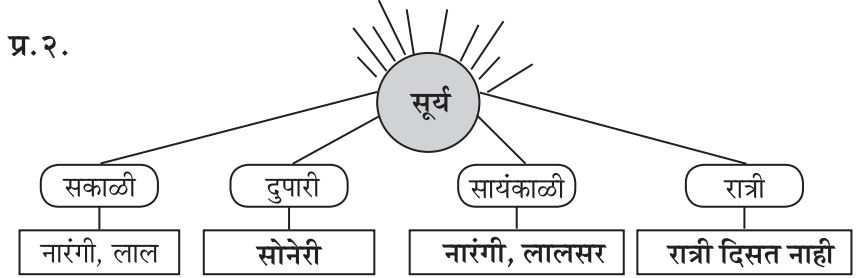 प्र.२.
सूर्य
सकाळी
दुपारी
सायंकाळी
रात्री
नारंगी, लाल
सोनेरी
नारंगी, लालसर
रात्री दिसत नाही